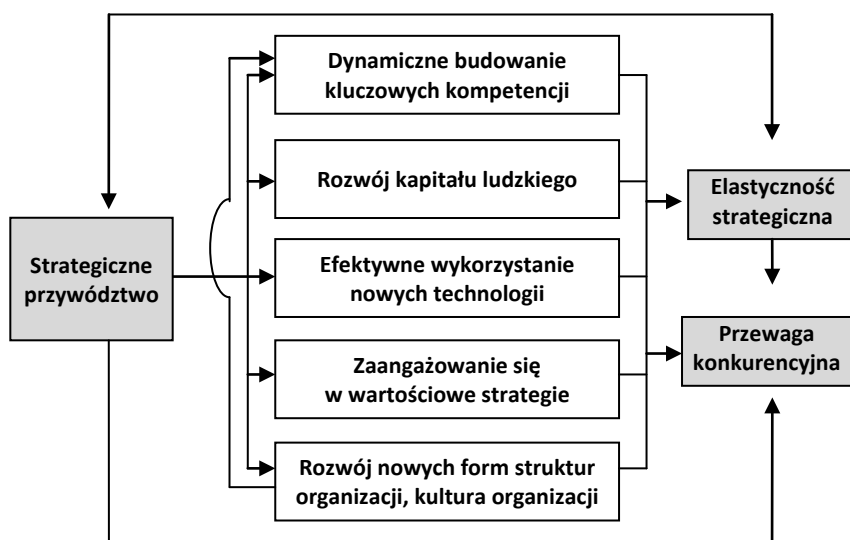 Dynamiczne budowanie
kluczowych kompetencji
Rozwój kapitału ludzkiego
Elastyczność
strategiczna
Strategiczne
przywództwo
Efektywne wykorzystanie
nowych technologii
Przewaga
konkurencyjna
Zaangażowanie się
w wartościowe strategie
Rozwój nowych form struktur
organizacji, kultura organizacji